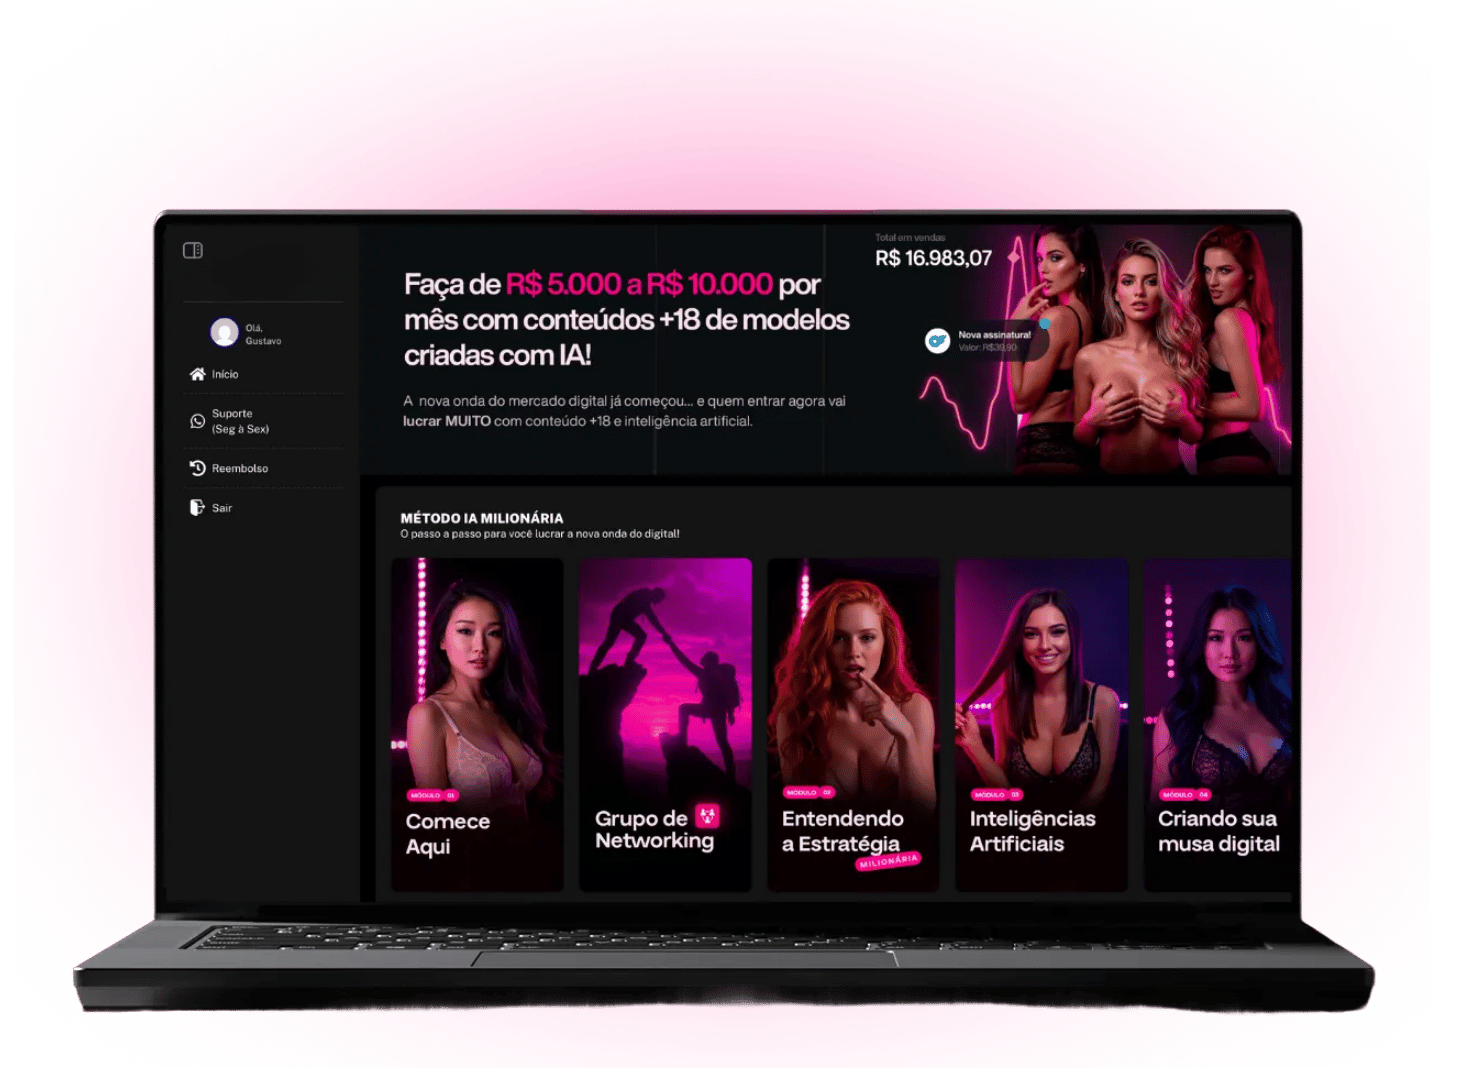 Olá,
Gustavo
Início
Suporte
(Seg à Sex)
Reembolso
Sair
Faça de R$ 5.000 a R$ 10.000 por
mês com conteúdos +18 de modelos
criadas com IA!
A nova onda do mercado digital já começou... e quem entrar agora vai
lucrar MUITO com conteúdo +18 e inteligência artificial.
Total em vendas
R$ 16.983,07
Nova assinatura!
Valor: R$39,90
MÉTODO IA MILIONÁRIA
O passo a passo para você lucrar a nova onda do digital!
MÓDULO 01
Comece
Aqui
Grupo de
Networking
MÓDULO 02
Entendendo
a Estratégia
MILIONÁRIA
MÓDULO 03
Inteligências
Artificiais
MÓDULO 04
Criando sua
musa digital